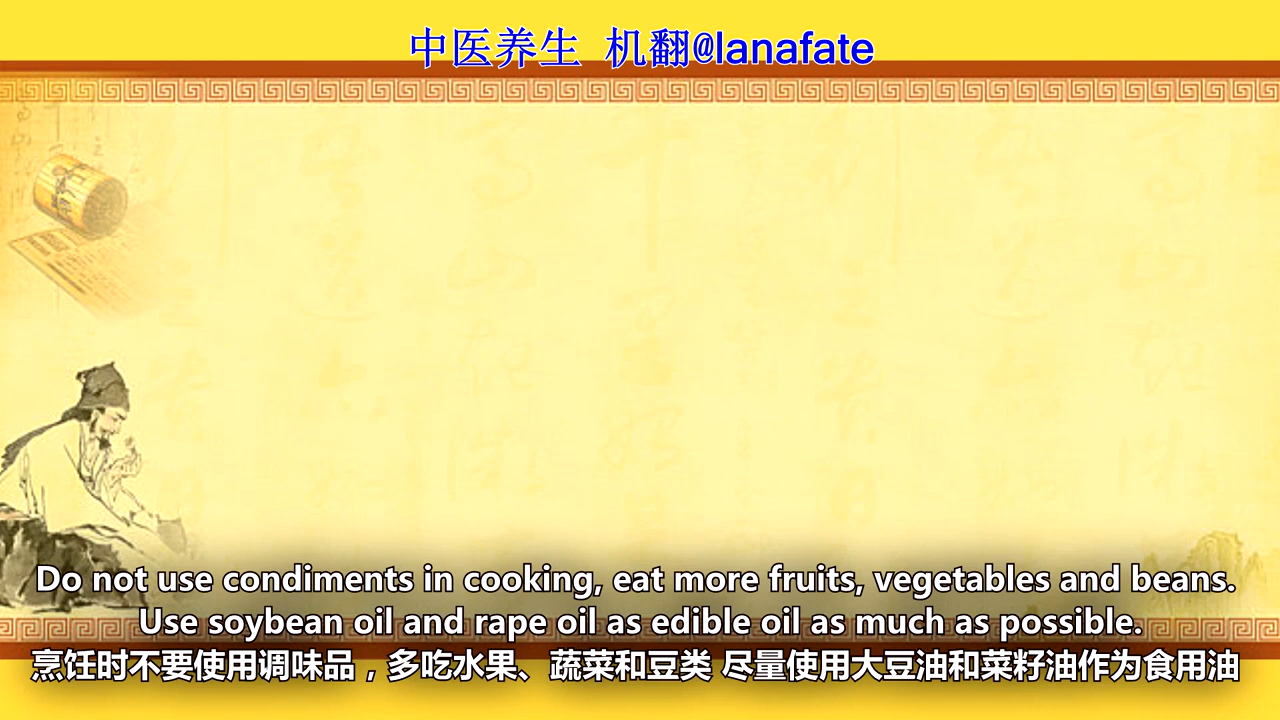 中医养生 机翻@lanafate
Do not use condiments in cooking, eat more fruits, vegetables and beans.
Use soybean oil and rape oil as edible oil as much as possible.
烹饪时不要使用调味品，多吃水果、蔬菜和豆类 尽量使用大豆油和菜籽油作为食用油